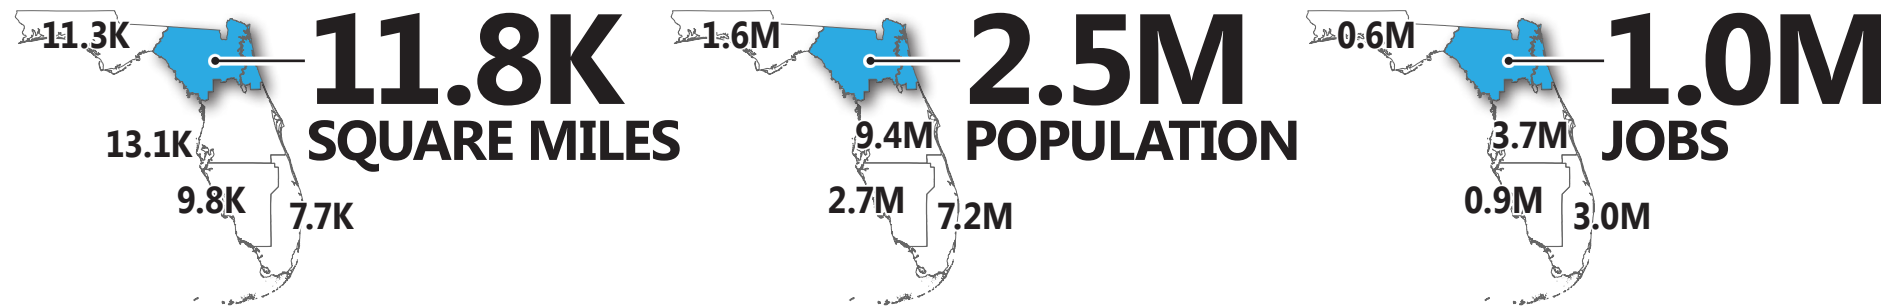 11.3K
11.8K
SQUARE MILES
13.1K
9.8K
7.7K
1.6M
2.5M
POPULATION
9.4M
2.7M
7.2M
0.6M
1.0M
JOBS
3.7M
0.9M
3.0M